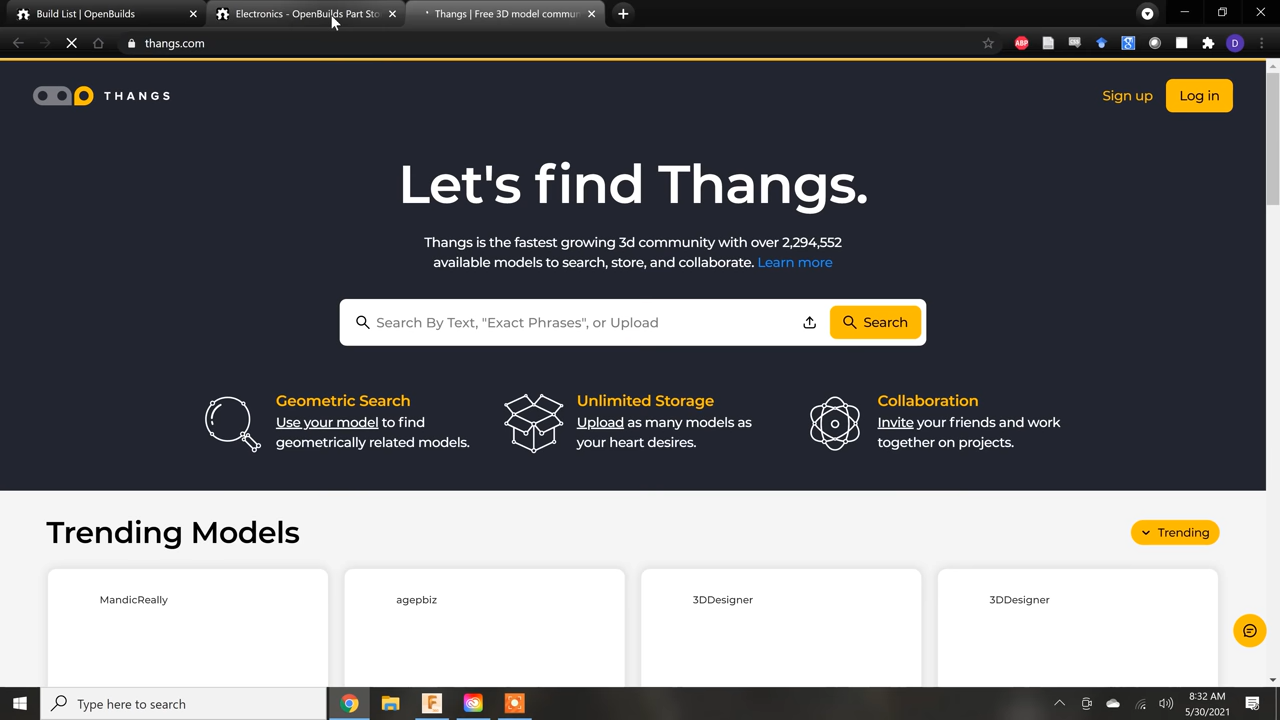 Build List | OpenBuilds
Electronics - OpenBuilds Part Sto
Thangs | Free 3D model commun
thangs.com
ABP
D
THANGS
Sign up
Log in
Let's find Thangs.
Thangs is the fastest growing 3d community with over 2,294,552
available models to search, store, and collaborate. Learn more
Search By Text, "Exact Phrases", or Upload
Search
Geometric Search
Use your model to find
geometrically related models.
Unlimited Storage
Upload as many models as
your heart desires.
Collaboration
Invite your friends and work
together on projects.
Trending Models
Trending
MandicReally
agepbiz
3DDesigner
3DDesigner
Type here to search
8:32 AM
5/30/2021